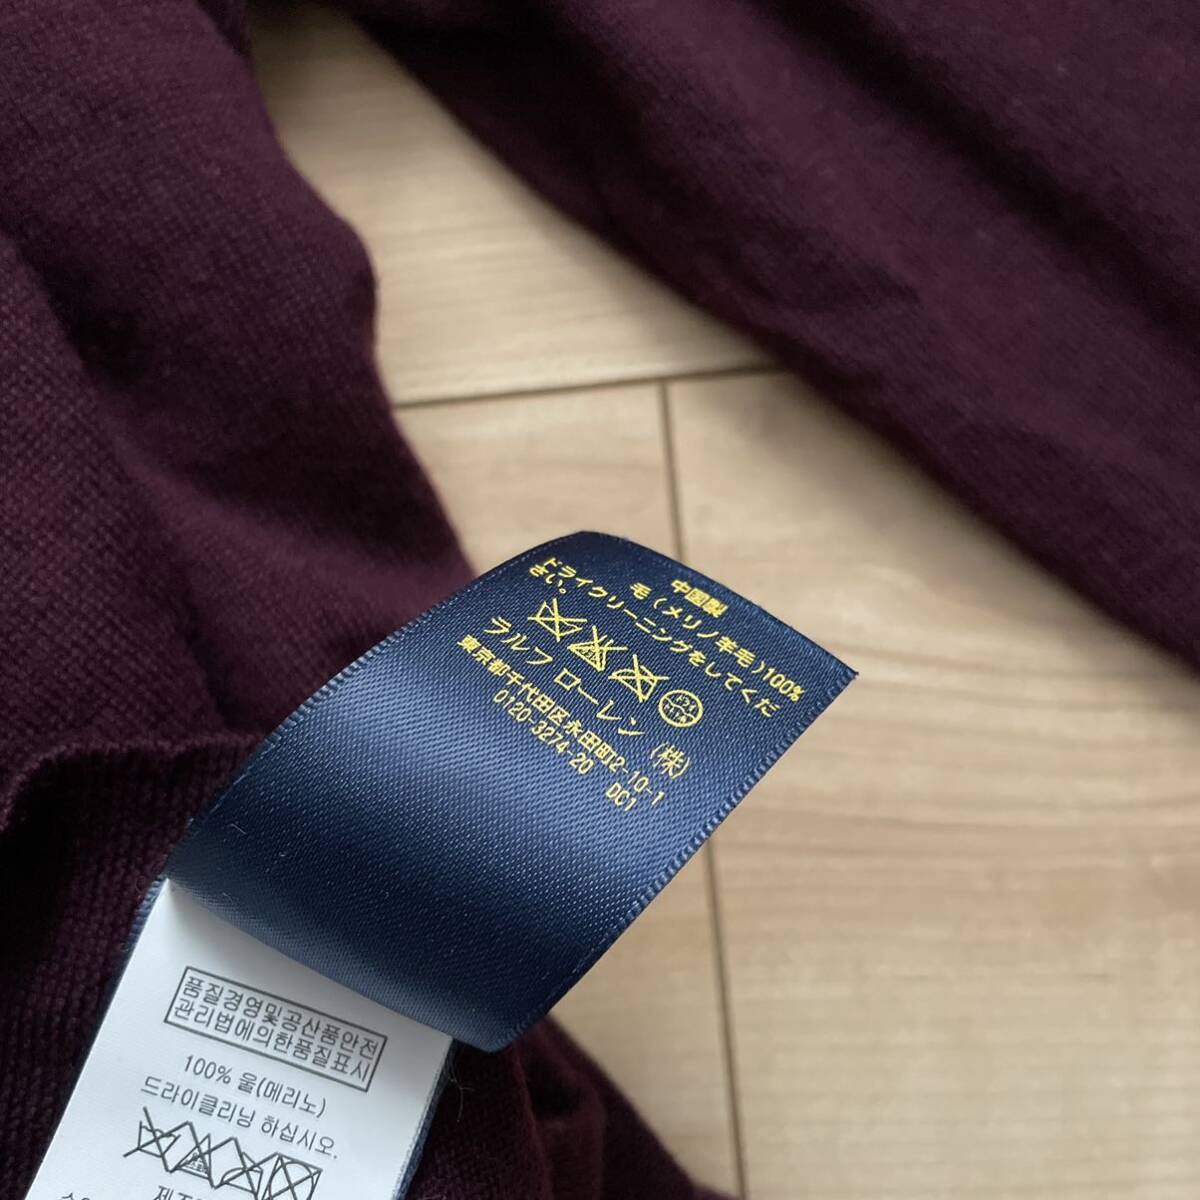 中国製
毛(メリノ羊毛)100%
ドライクリーニングをしてくだ
さい。
ラルフ ローレン (株)
東京都千代田区永田町2-10-1
0120-3274-20
DC1
품질경영및공산품안전
관리법에의한품질표시
100% 울(메리노)
드라이클리닝 하십시오.